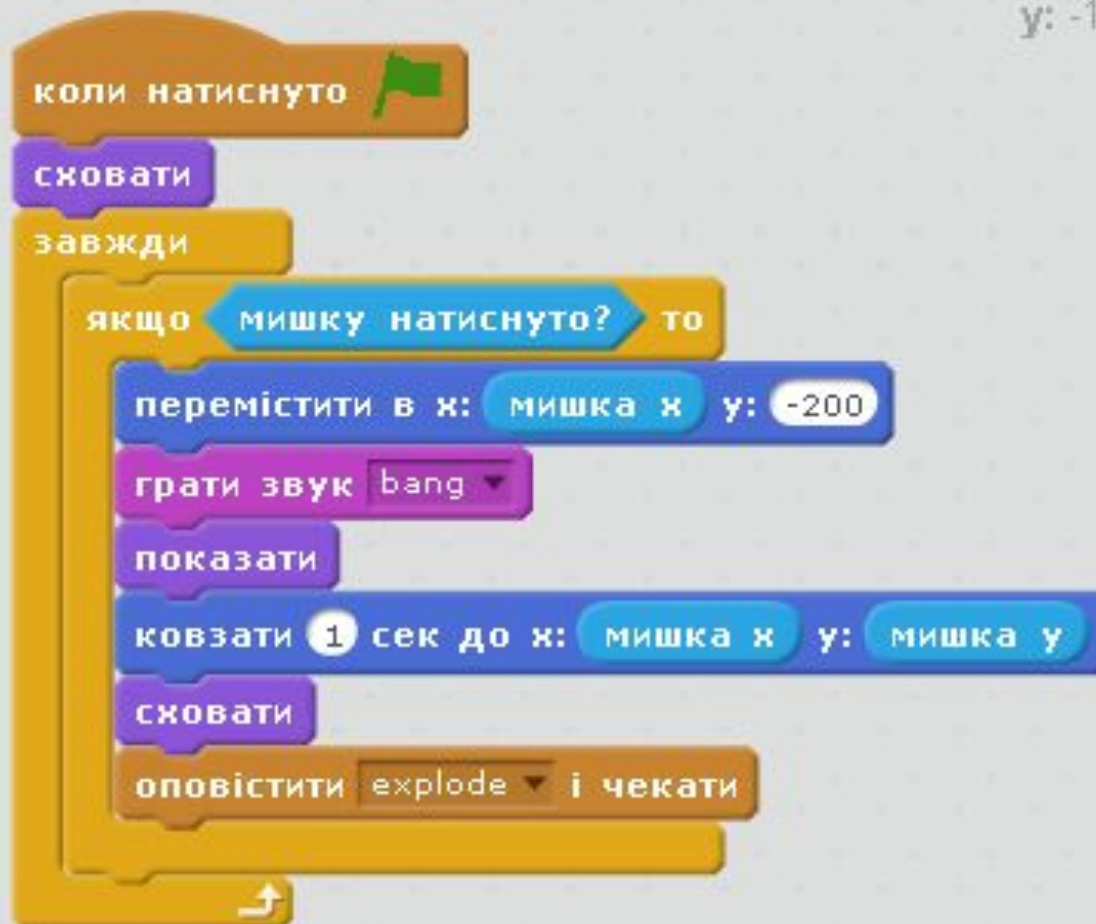 y: -1
коли натиснуто
сховати
завжди
якщо мишку натиснуто? то
перемістити в x: мишка x y: -200
грати звук bang
показати
ковзати 1 сек до x: мишка x y: мишка y
сховати
оповістити explode і чекати